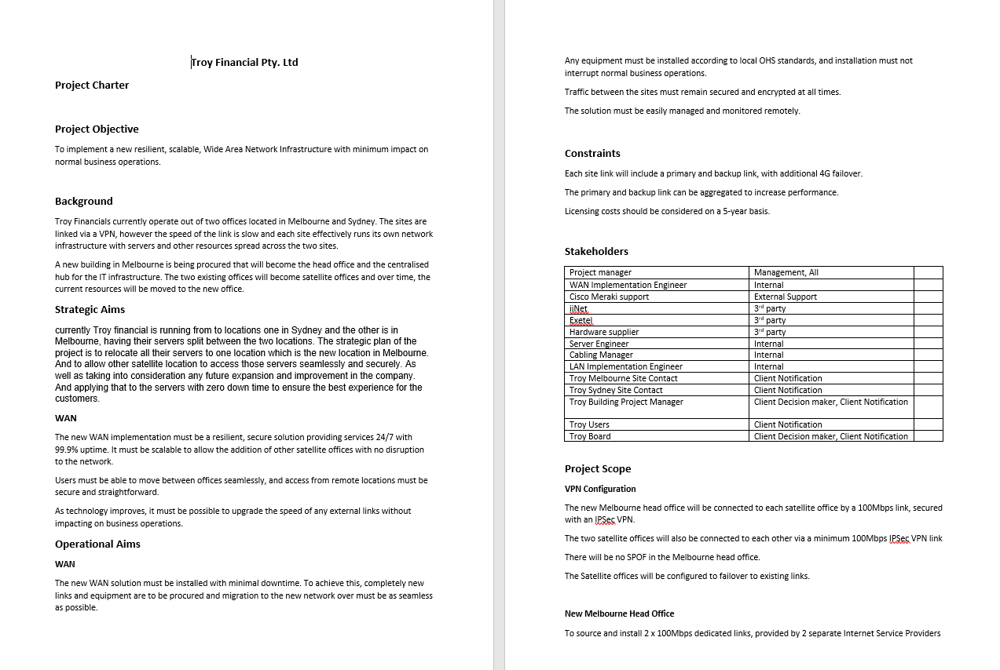 Troy Financial Pty. Ltd
Project Charter
Project Objective
To implement a new resilient, scalable, Wide Area Network Infrastructure with minimum impact on
normal business operations.
Background
Troy Financials currently operate out of two offices located in Melbourne and Sydney. The sites are
linked via a VPN, however the speed of the link is slow and each site effectively runs its own network
infrastructure with servers and other resources spread across the two sites.
A new building in Melbourne is being procured that will become the head office and the centralised
hub for the IT infrastructure. The two existing offices will become satellite offices and over time, the
current resources will be moved to the new office.
Strategic Aims
currently Troy financial is running from to locations one in Sydney and the other is in
Melbourne, having their servers split between the two locations. The strategic plan of the
project is to relocate all their servers to one location which is the new location in Melbourne.
And to allow other satellite location to access those servers seamlessly and securely. As
well as taking into consideration any future expansion and improvement in the company.
And applying that to the servers with zero down time to ensure the best experience for the
customers.
WAN
The new WAN implementation must be a resilient, secure solution providing services 24/7 with
99.9% uptime. It must be scalable to allow the addition of other satellite offices with no disruption
to the network.
Users must be able to move between offices seamlessly, and access from remote locations must be
secure and straightforward.
As technology improves, it must be possible to upgrade the speed of any external links without
impacting on business operations.
Operational Aims
WAN
The new WAN solution must be installed with minimal downtime. To achieve this, completely new
links and equipment are to be procured and migration to the new network over must be as seamless
as possible.
Any equipment must be installed according to local OHS standards, and installation must not
interrupt normal business operations.
Traffic between the sites must remain secured and encrypted at all times.
The solution must be easily managed and monitored remotely.
Constraints
Each site link will include a primary and backup link, with additional 4G failover.
The primary and backup link can be aggregated to increase performance.
Licensing costs should be considered on a 5-year basis.
Stakeholders
Project manager Management, All
WAN Implementation Engineer Internal
Cisco Meraki support External Support
iiNet 3rd party
Exetel 3rd party
Hardware supplier 3rd party
Server Engineer Internal
Cabling Manager Internal
LAN Implementation Engineer Internal
Troy Melbourne Site Contact Client Notification
Troy Sydney Site Contact Client Notification
Troy Building Project Manager Client Decision maker, Client Notification
Troy Users Client Notification
Troy Board Client Decision maker, Client Notification
Project Scope
VPN Configuration
The new Melbourne head office will be connected to each satellite office by a 100Mbps link, secured
with an IPSec VPN.
The two satellite offices will also be connected to each other via a minimum 100Mbps IPSec VPN link
There will be no SPOF in the Melbourne head office.
The Satellite offices will be configured to failover to existing links.
New Melbourne Head Office
To source and install 2 x 100Mbps dedicated links, provided by 2 separate Internet Service Providers